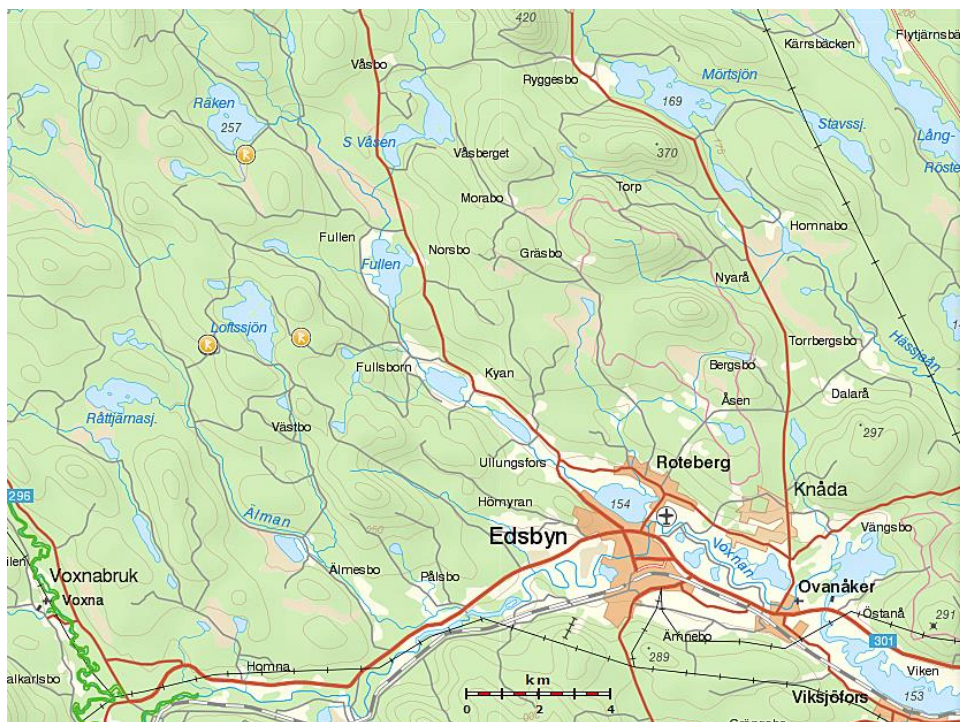 420
Kärrsbäcken
Flytjärnsbä
Våsbo
Ryggesbo
Mörtsjön
Råken
169
257
Stavssj.
Lång-
S Våsen
Våsberget
370
Röste
Torp
Morabo
Homnabo
Fullen
Norsbo
Gräsbo
Fullen
Nyarå
Loftssjön
Torrbergsbo
Hässjaån
Fullsborn
Kyan
Bergsbo
Dalarå
Råttjärnasj.
Åsen
Västbo
297
Ullungsfors
Roteberg
296
Hömyran
154
Knåda
Älman
Edsbyn
Vängsbo
Voxnan
Älmesbo
Voxnabruk
Pålsbo
Ovanåker
Voxna
Östanå
291
Ämnebo
301
Homna
289
Viken
alkarlsbo
km
0 2 4
Viksjöfors
153